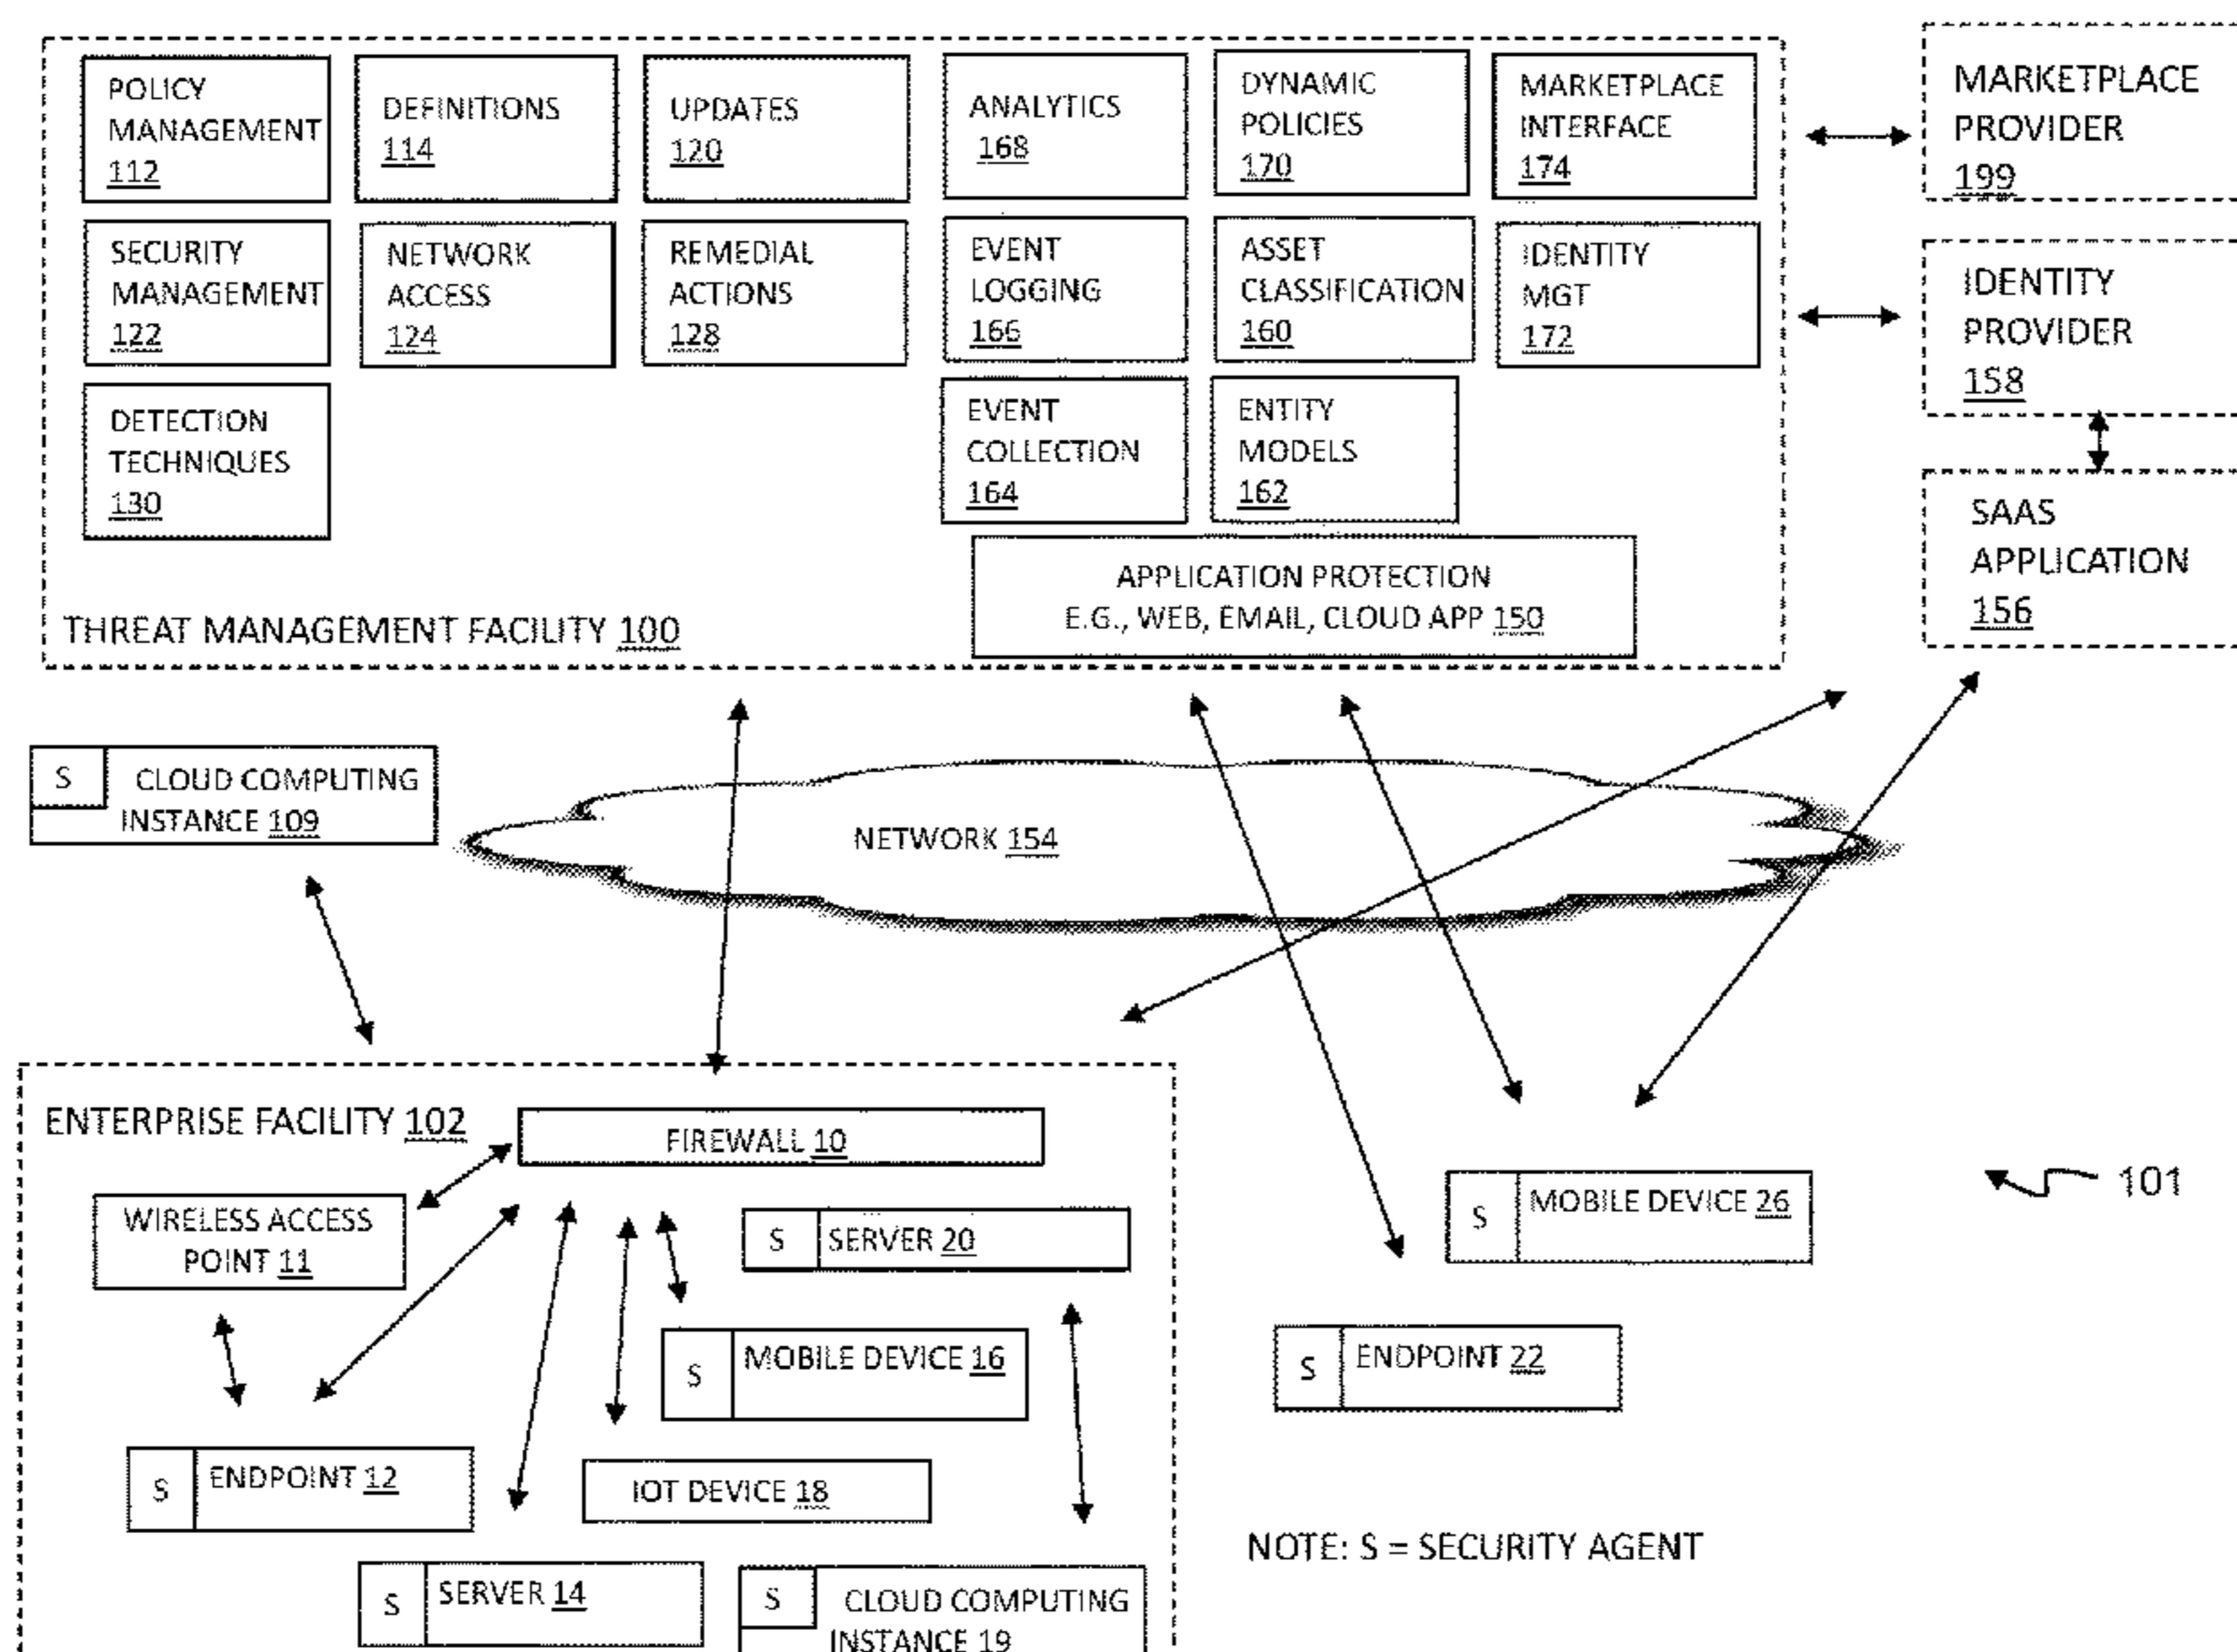 POLICY
MANAGEMENT
112
DEFINITIONS
114
UPDATES
120
ANALYTICS
168
DYNAMIC
POLICIES
170
MARKETPLACE
INTERFACE
174
MARKETPLACE
PROVIDER
199
SECURITY
MANAGEMENT
122
NETWORK
ACCESS
124
REMEDIAL
ACTIONS
128
EVENT
LOGGING
166
ASSET
CLASSIFICATION
160
IDENTITY
MGT
172
IDENTITY
PROVIDER
158
DETECTION
TECHNIQUES
130
EVENT
COLLECTION
164
ENTITY
MODELS
162
SAAS
APPLICATION
156
APPLICATION PROTECTION
E.G., WEB, EMAIL, CLOUD APP 150
THREAT MANAGEMENT FACILITY 100
S CLOUD COMPUTING
INSTANCE 109
NETWORK 154
ENTERPRISE FACILITY 102
FIREWALL 10
WIRELESS ACCESS
POINT 11
S SERVER 20
S MOBILE DEVICE 26
101
S MOBILE DEVICE 16
S ENDPOINT 22
S ENDPOINT 12
IOT DEVICE 18
NOTE: S = SECURITY AGENT
S SERVER 14
S CLOUD COMPUTING
INSTANCE 19